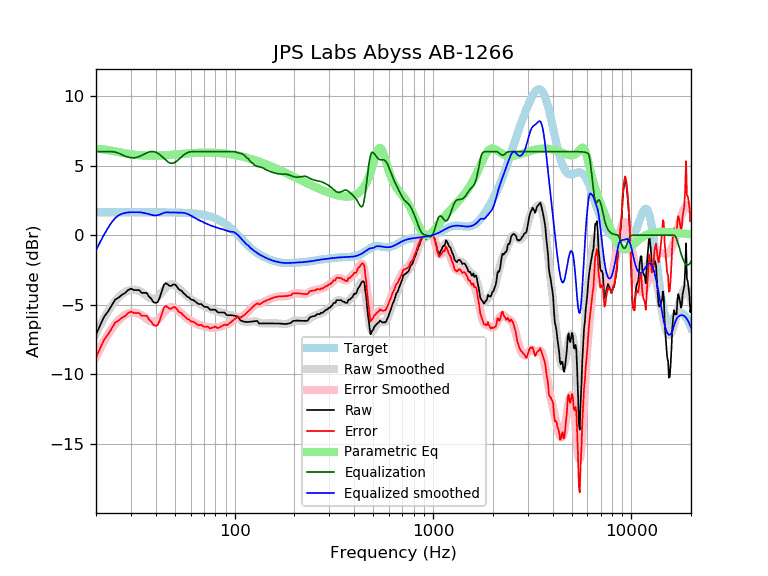 JPS Labs Abyss AB-1266
Amplitude (dBr)
10
5
0
−5
−10
−15
Target
Raw Smoothed
Error Smoothed
Raw
Error
Parametric Eq
Equalization
Equalized smoothed
100
1000
10000
Frequency (Hz)